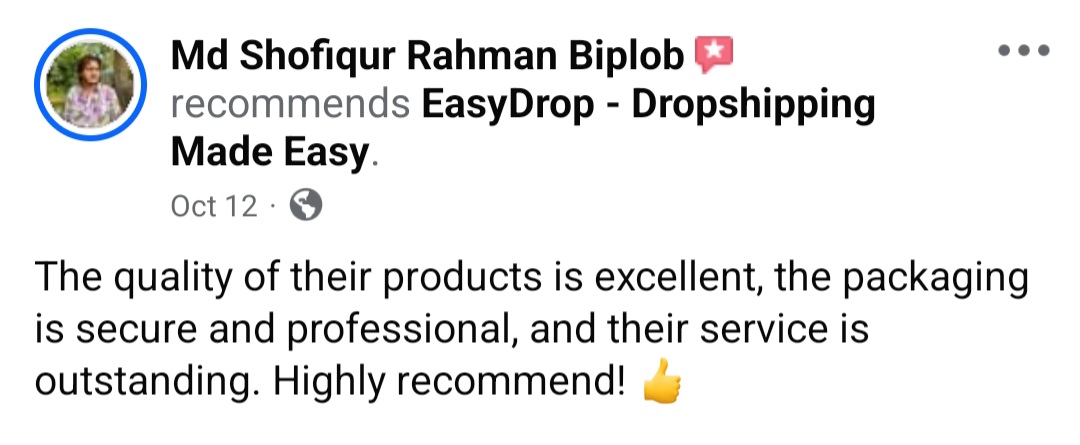 Md Shofiqur Rahman Biplob
recommends EasyDrop - Dropshipping
Made Easy.
Oct 12 ·
The quality of their products is excellent, the packaging
is secure and professional, and their service is
outstanding. Highly recommend! 👍